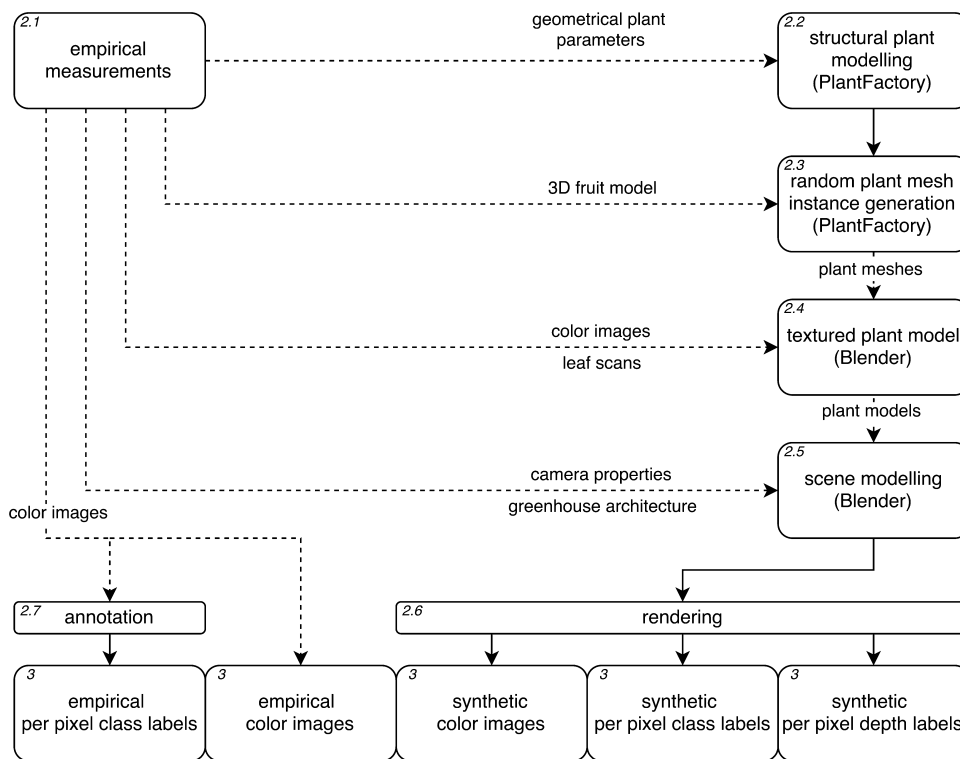 2.1
empirical
measurements
geometrical plant
parameters
2.2
structural plant
modelling
(PlantFactory)
2.3
random plant mesh
instance generation
(PlantFactory)
3D fruit model
plant meshes
2.4
textured plant model
(Blender)
color images
leaf scans
plant models
2.5
scene modelling
(Blender)
camera properties
greenhouse architecture
color images
2.7
annotation
2.6
rendering
3
empirical
per pixel class labels
3
empirical
color images
3
synthetic
color images
3
synthetic
per pixel class labels
3
synthetic
per pixel depth labels